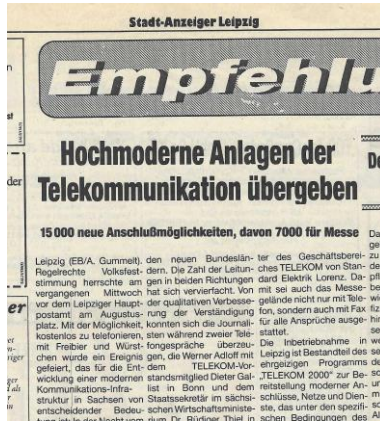 Stadt-Anzeiger Leipzig
Empfehlu
Hochmoderne Anlagen der
Telekommunikation übergeben
15 000 neue Anschlußmöglichkeiten, davon 7000 für Messe
Leipzig (EB/A. Gummelt).
Regelrechte Volksfest-
stimmung herrschte am
vergangenen Mittwoch
vor dem Leipziger Haupt-
postamt am Augustus-
platz. Mit der Möglichkeit,
kostenlos zu telefonieren,
mit Freibier und Würst-
chen wurde ein Ereignis
gefeiert, das für die Ent-
wicklung einer modernen
Kommunikations-Infra-
struktur in Sachsen von
entscheidender Bedeu-
den neuen Bundeslän-
dern. Die Zahl der Leitun-
gen in beiden Richtungen
hat sich vervierfacht. Von
der qualitativen Verbesse-
rung der Verständigung
konnten sich die Journali-
sten während zweier Tele-
fongespräche überzeu-
gen, die Werner Adloff mit
dem TELEKOM-Vor-
standsmitglied Dieter Gal-
list in Bonn und dem
Staatssekretär im sächsi-
schen Wirtschaftsministe-
rium Dr. Rüdiger Thiel in
ter des Geschäftsberei-
ches TELEKOM von Stan-
dard Elektrik Lorenz. Da-
mit sei auch das Messe-
gelände nicht nur mit Tele-
fon, sondern auch mit Fax
für alle Ansprüche ausge-
stattet.
Die Inbetriebnahme in
Leipzig ist Bestandteil des
ehrgeizigen Programms
„TELEKOM 2000“ zur Be-
reitstellung moderner An-
schlüsse, Netze und Dien-
ste, das unter den spezifi-
schen Bedingungen des